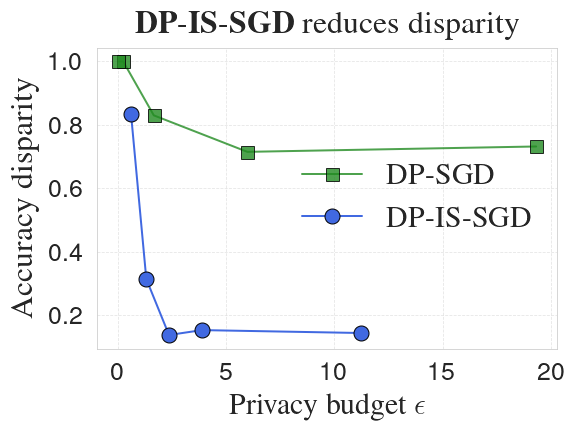 DP-IS-SGD reduces disparity
Accuracy disparity
1.0
0.8
0.6
0.4
0.2
DP-SGD
DP-IS-SGD
0 5 10 15 20
Privacy budget ϵ